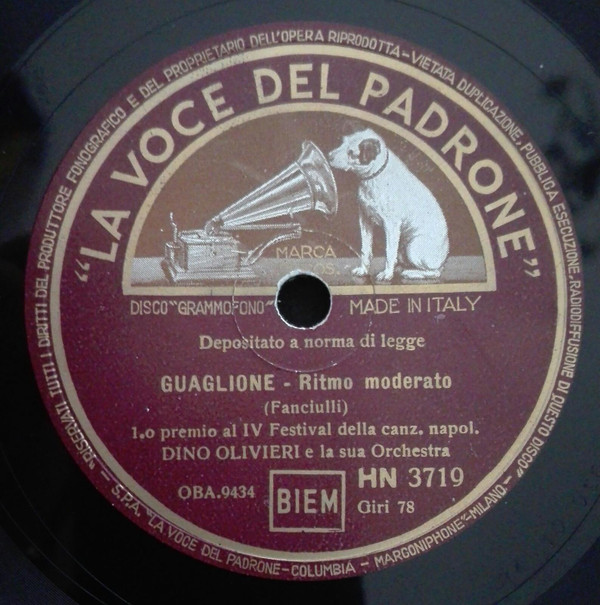 "RISERVATI TUTTI I DIRITTI DEL PRODUTTORE FONOGRAFICO E DEL PROPRIETARIO DELL'OPERA RIPRODOTTA - VIETATA DUPLICAZIONE, PUBBLICA ESECUZIONE, RADIODIFFUSIONE DI QUESTO DISCO"
"LA VOCE DEL PADRONE"
MARCA
DISCO "GRAMMOFONO" MADE IN ITALY
Depositato a norma di legge
GUAGLIONE - Ritmo moderato
(Fanciulli)
1.o premio al IV Festival della canz. napol.
DINO OLIVIERI e la sua Orchestra
OBA.9434 BIEM HN 3719
Giri 78
- S.P.A. "LA VOCE DEL PADRONE - COLUMBIA - MARCONIPHONE" - MILANO -